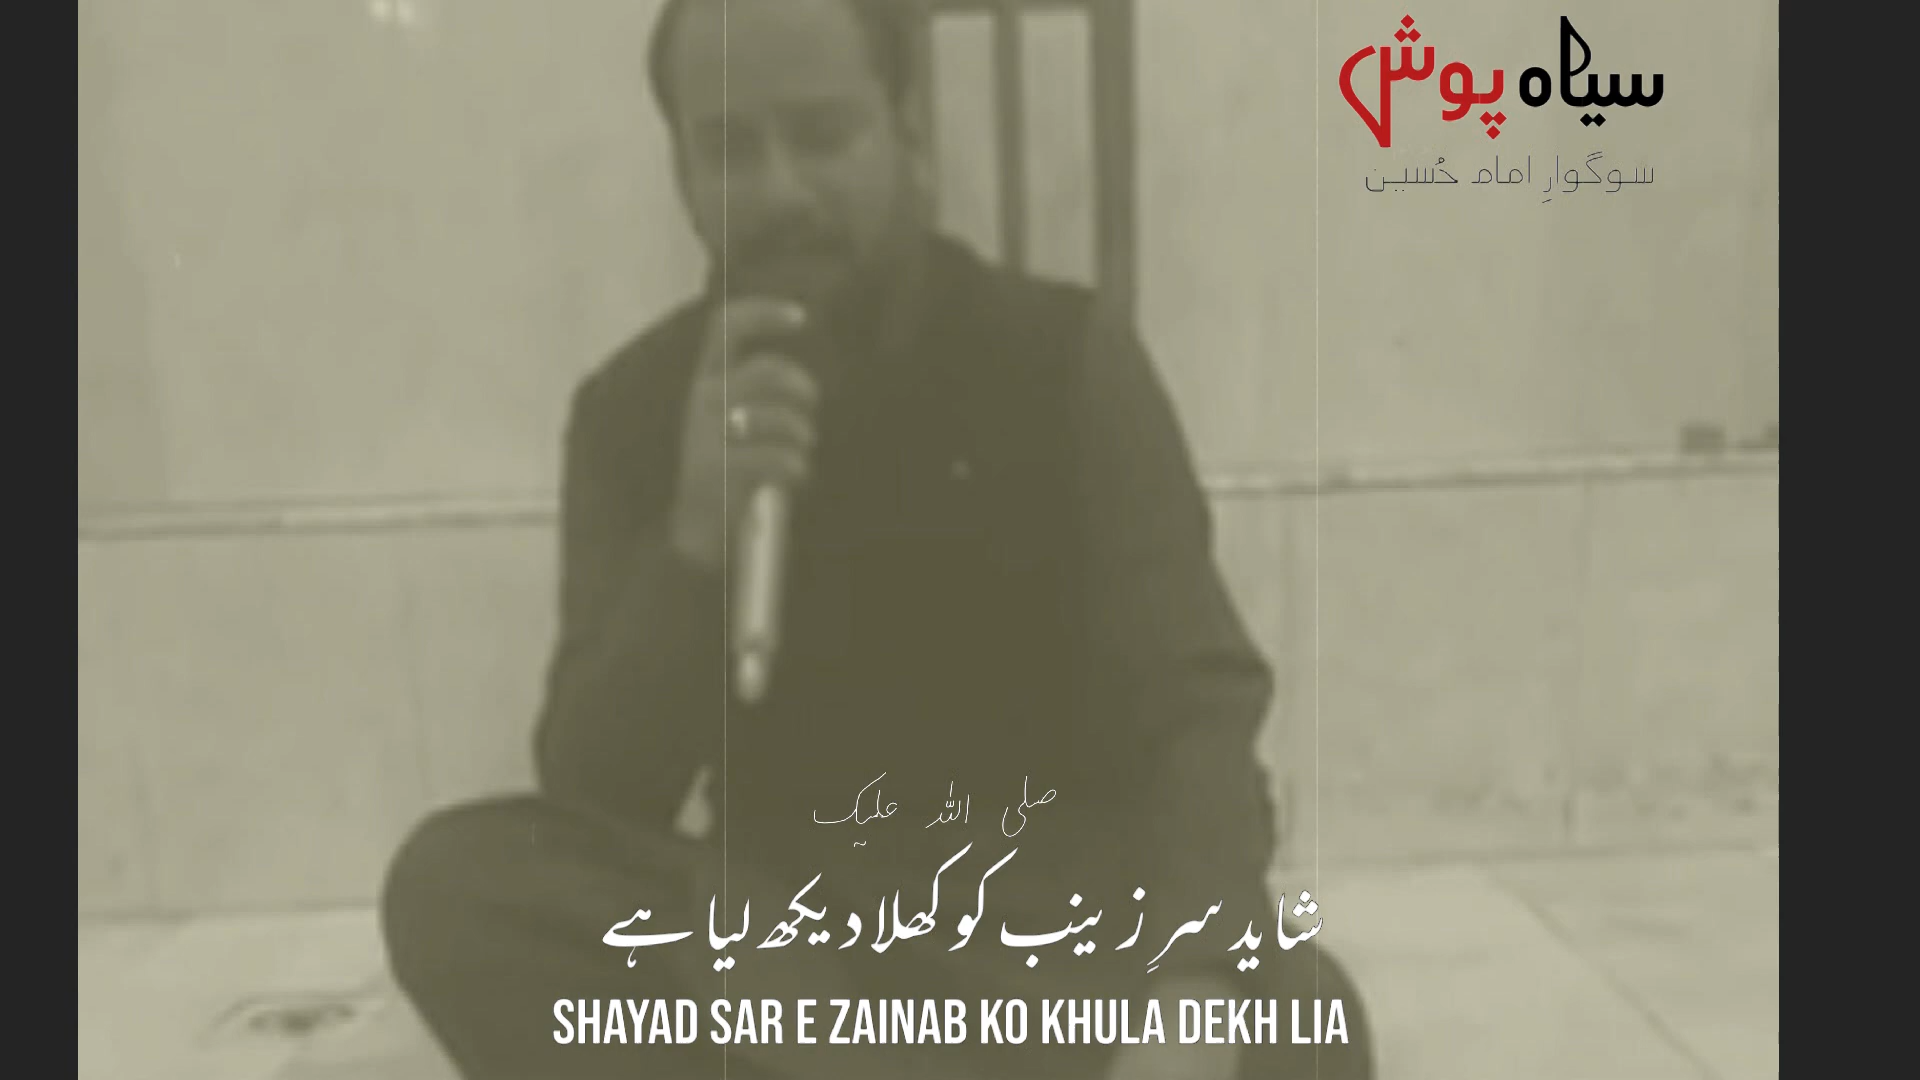 سیاہ پوش
سوگوارِ امام حُسین
صلی اللہ علیک
شاید سرِ زینب کو کھلا دیکھ لیا ہے
SHAYAD SAR E ZAINAB KO KHULA DEKH LIA